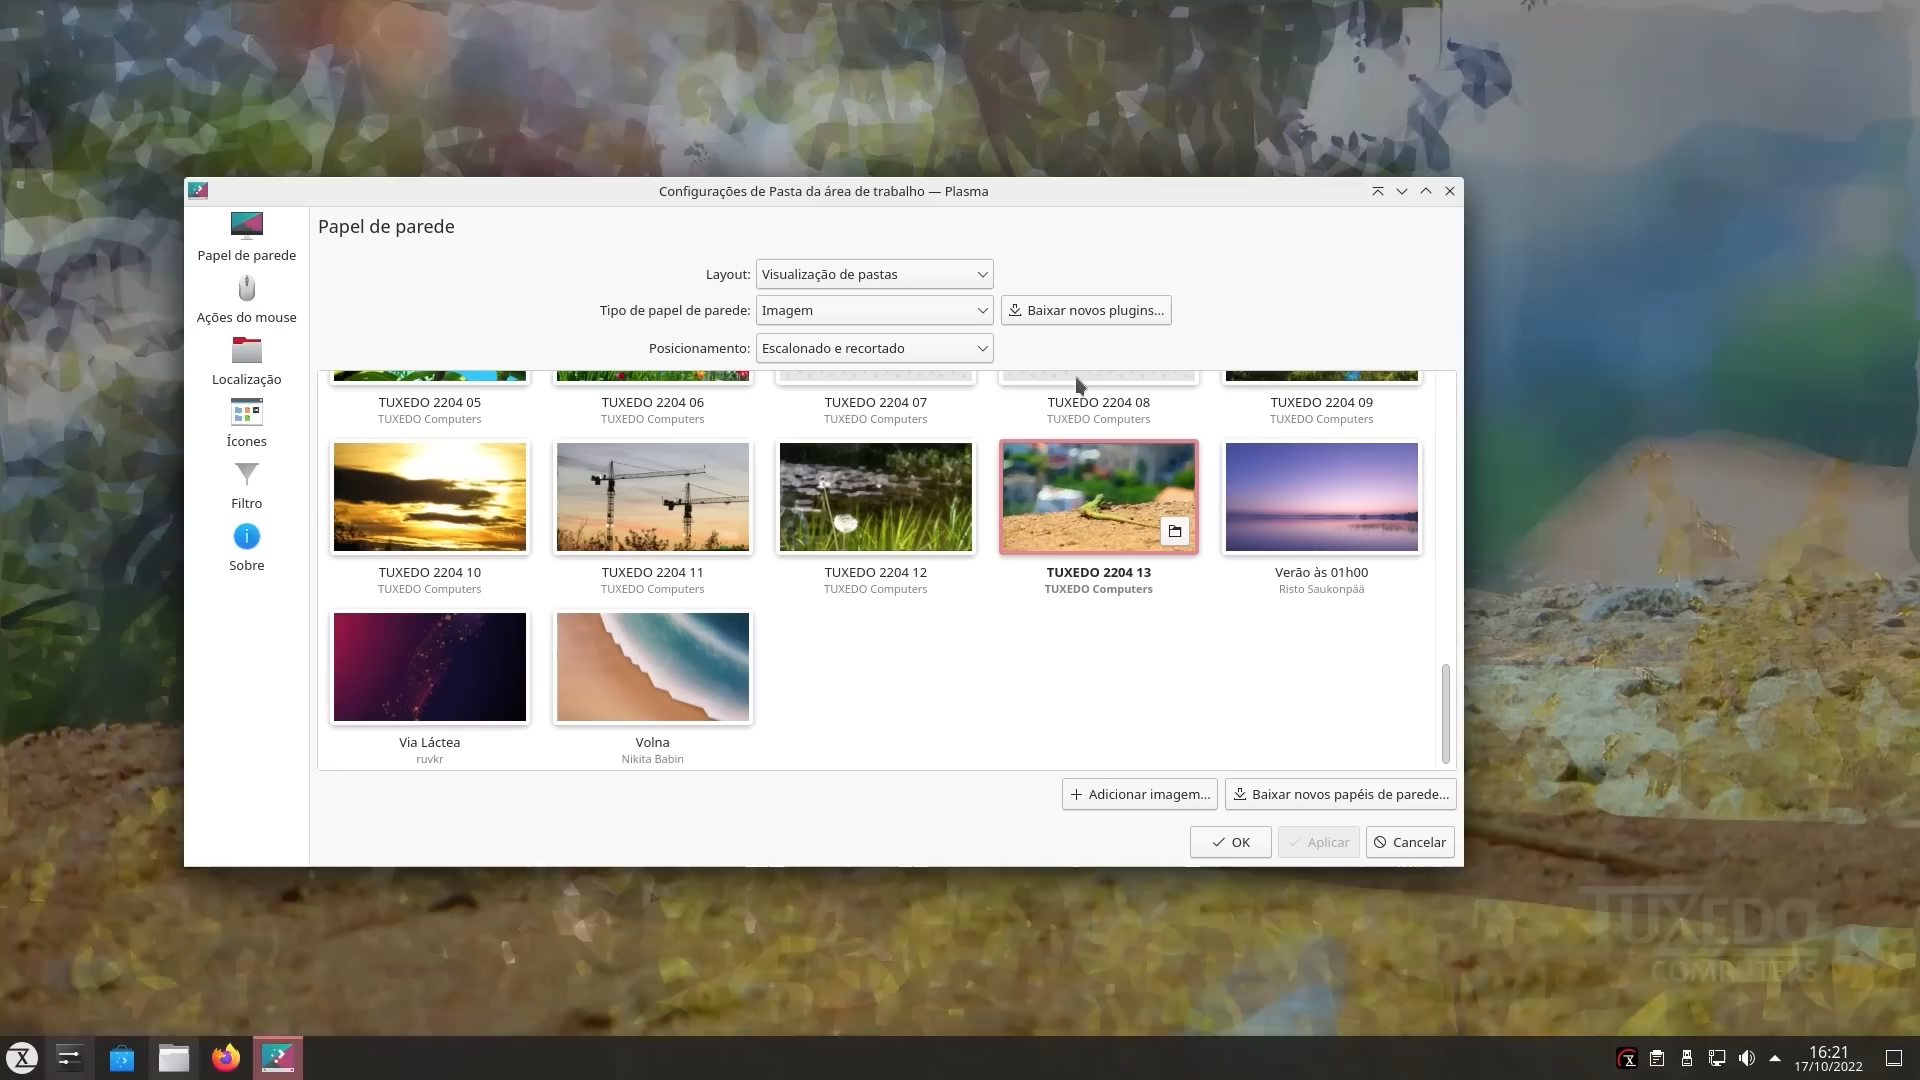 Configurações de Pasta da área de trabalho — Plasma
Papel de parede
Ações do mouse
Localização
Ícones
Filtro
Sobre
Papel de parede
Layout: Visualização de pastas
Tipo de papel de parede: Imagem Baixar novos plugins...
Posicionamento: Escalonado e recortado
TUXEDO 2204 05 TUXEDO 2204 06 TUXEDO 2204 07 TUXEDO 2204 08 TUXEDO 2204 09
TUXEDO Computers TUXEDO Computers TUXEDO Computers TUXEDO Computers TUXEDO Computers
TUXEDO 2204 10 TUXEDO 2204 11 TUXEDO 2204 12 TUXEDO 2204 13 Verão às 01h00
TUXEDO Computers TUXEDO Computers TUXEDO Computers TUXEDO Computers Risto Saukonpää
Via Láctea Volna
ruvkr Nikita Babin
Adicionar imagem... Baixar novos papéis de parede...
OK Aplicar Cancelar
TUXEDO
COMPUTERS
16:21
17/10/2022